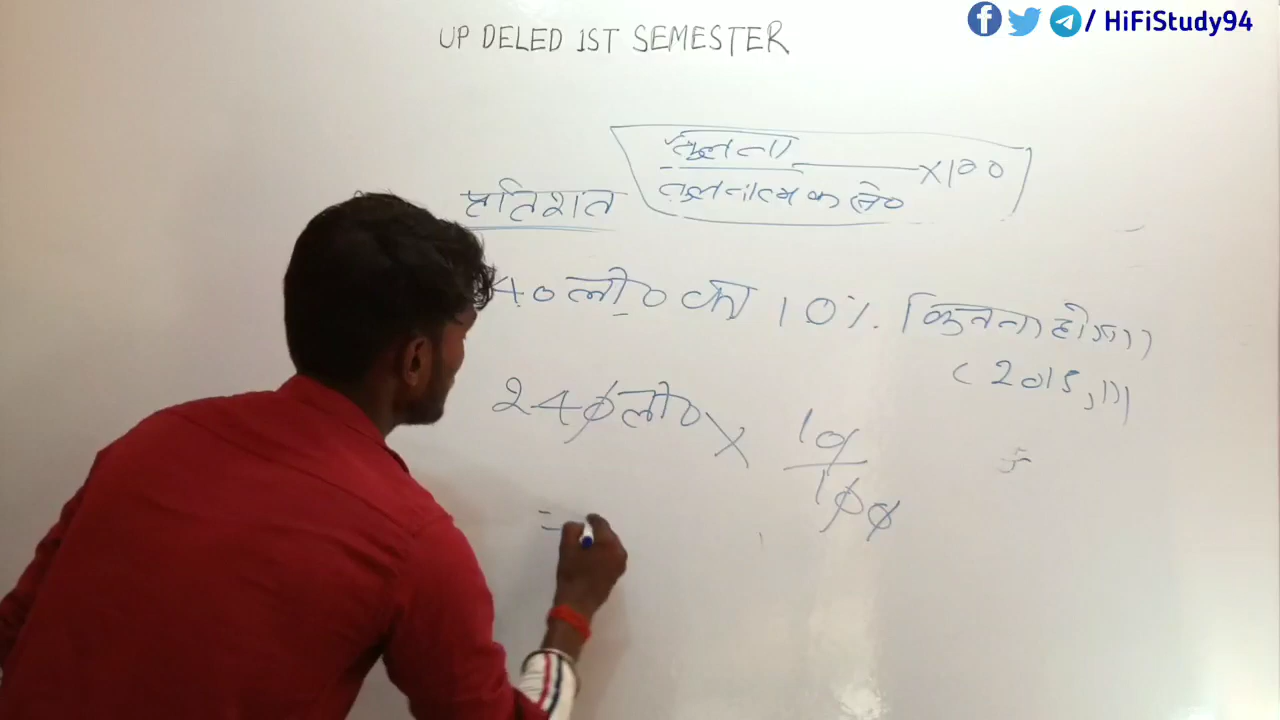 / HiFiStudy94
UP DELED 1ST SEMESTER
तुलना
तुलनात्मक क्षेत्र ×100
प्रतिशत
40 ली० का 10%. कितना होगा।
(2015,
240 ली० × 10
100
=